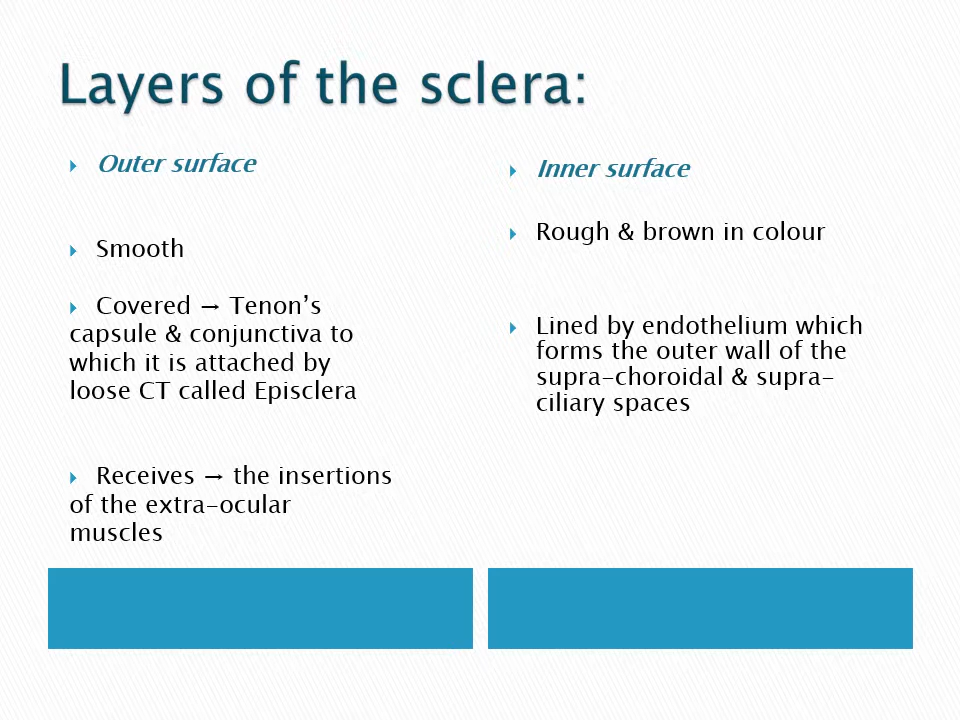 Layers of the sclera:
Outer surface
Smooth
Covered → Tenon’s
capsule & conjunctiva to
which it is attached by
loose CT called Episclera
Receives → the insertions
of the extra-ocular
muscles
Inner surface
Rough & brown in colour
Lined by endothelium which
forms the outer wall of the
supra-choroidal & supra-
ciliary spaces